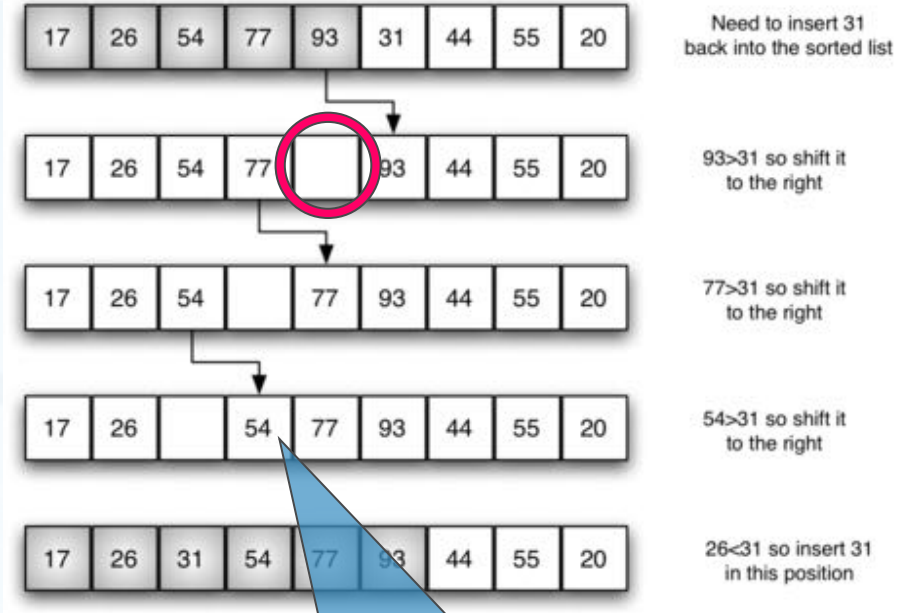 17 26 54 77 93 31 44 55 20
Need to insert 31
back into the sorted list
17 26 54 77 93 44 55 20
93>31 so shift it
to the right
17 26 54 77 93 44 55 20
77>31 so shift it
to the right
17 26 54 77 93 44 55 20
54>31 so shift it
to the right
17 26 31 54 77 93 44 55 20
26<31 so insert 31
in this position